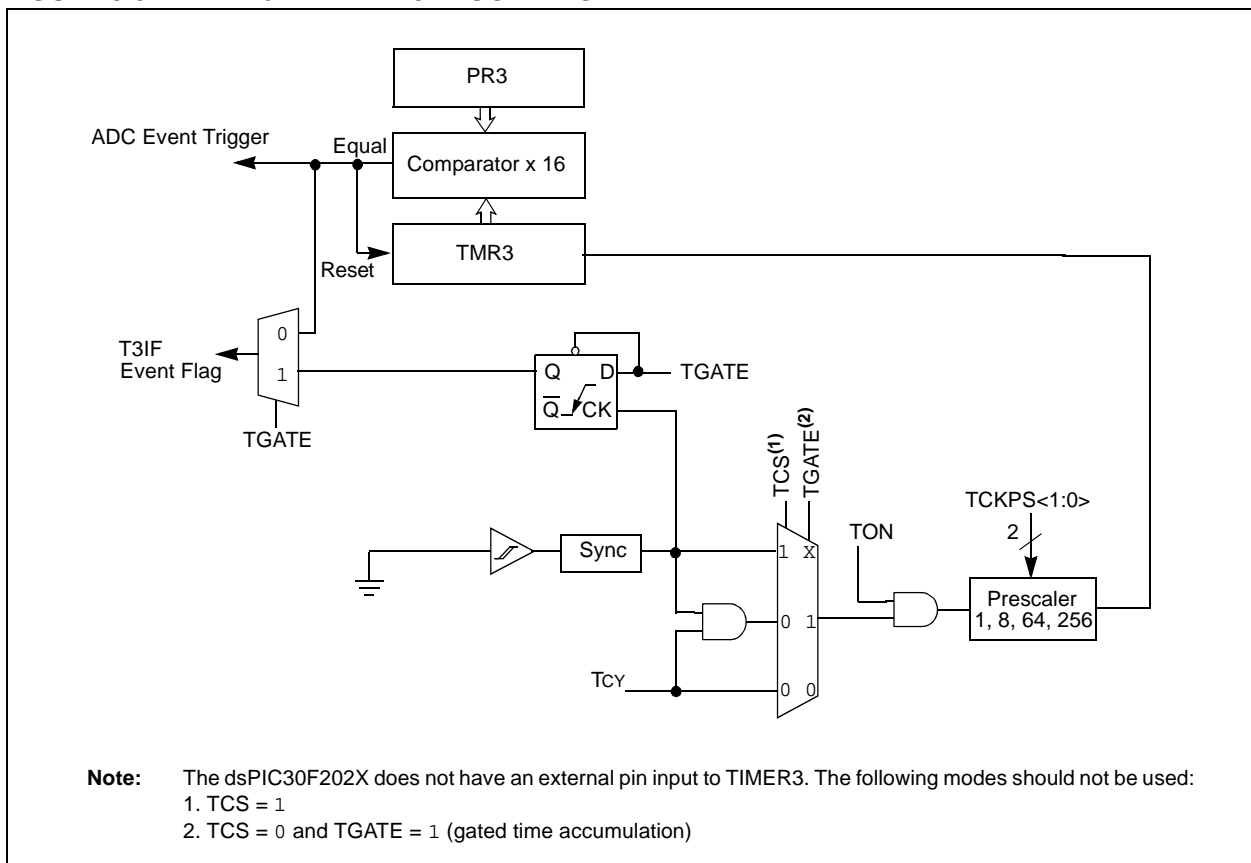 PR3
ADC Event Trigger
Equal
Comparator x 16
Reset
TMR3
0
1
T3IF
Event Flag
TGATE
Q D
Q̅ CK
TGATE
TCS(1)
TGATE(2)
TCKPS<1:0>
2
TON
Sync
1 X
0 1
0 0
Prescaler
1, 8, 64, 256
TCY
Note: The dsPIC30F202X does not have an external pin input to TIMER3. The following modes should not be used:
1. TCS = 1
2. TCS = 0 and TGATE = 1 (gated time accumulation)